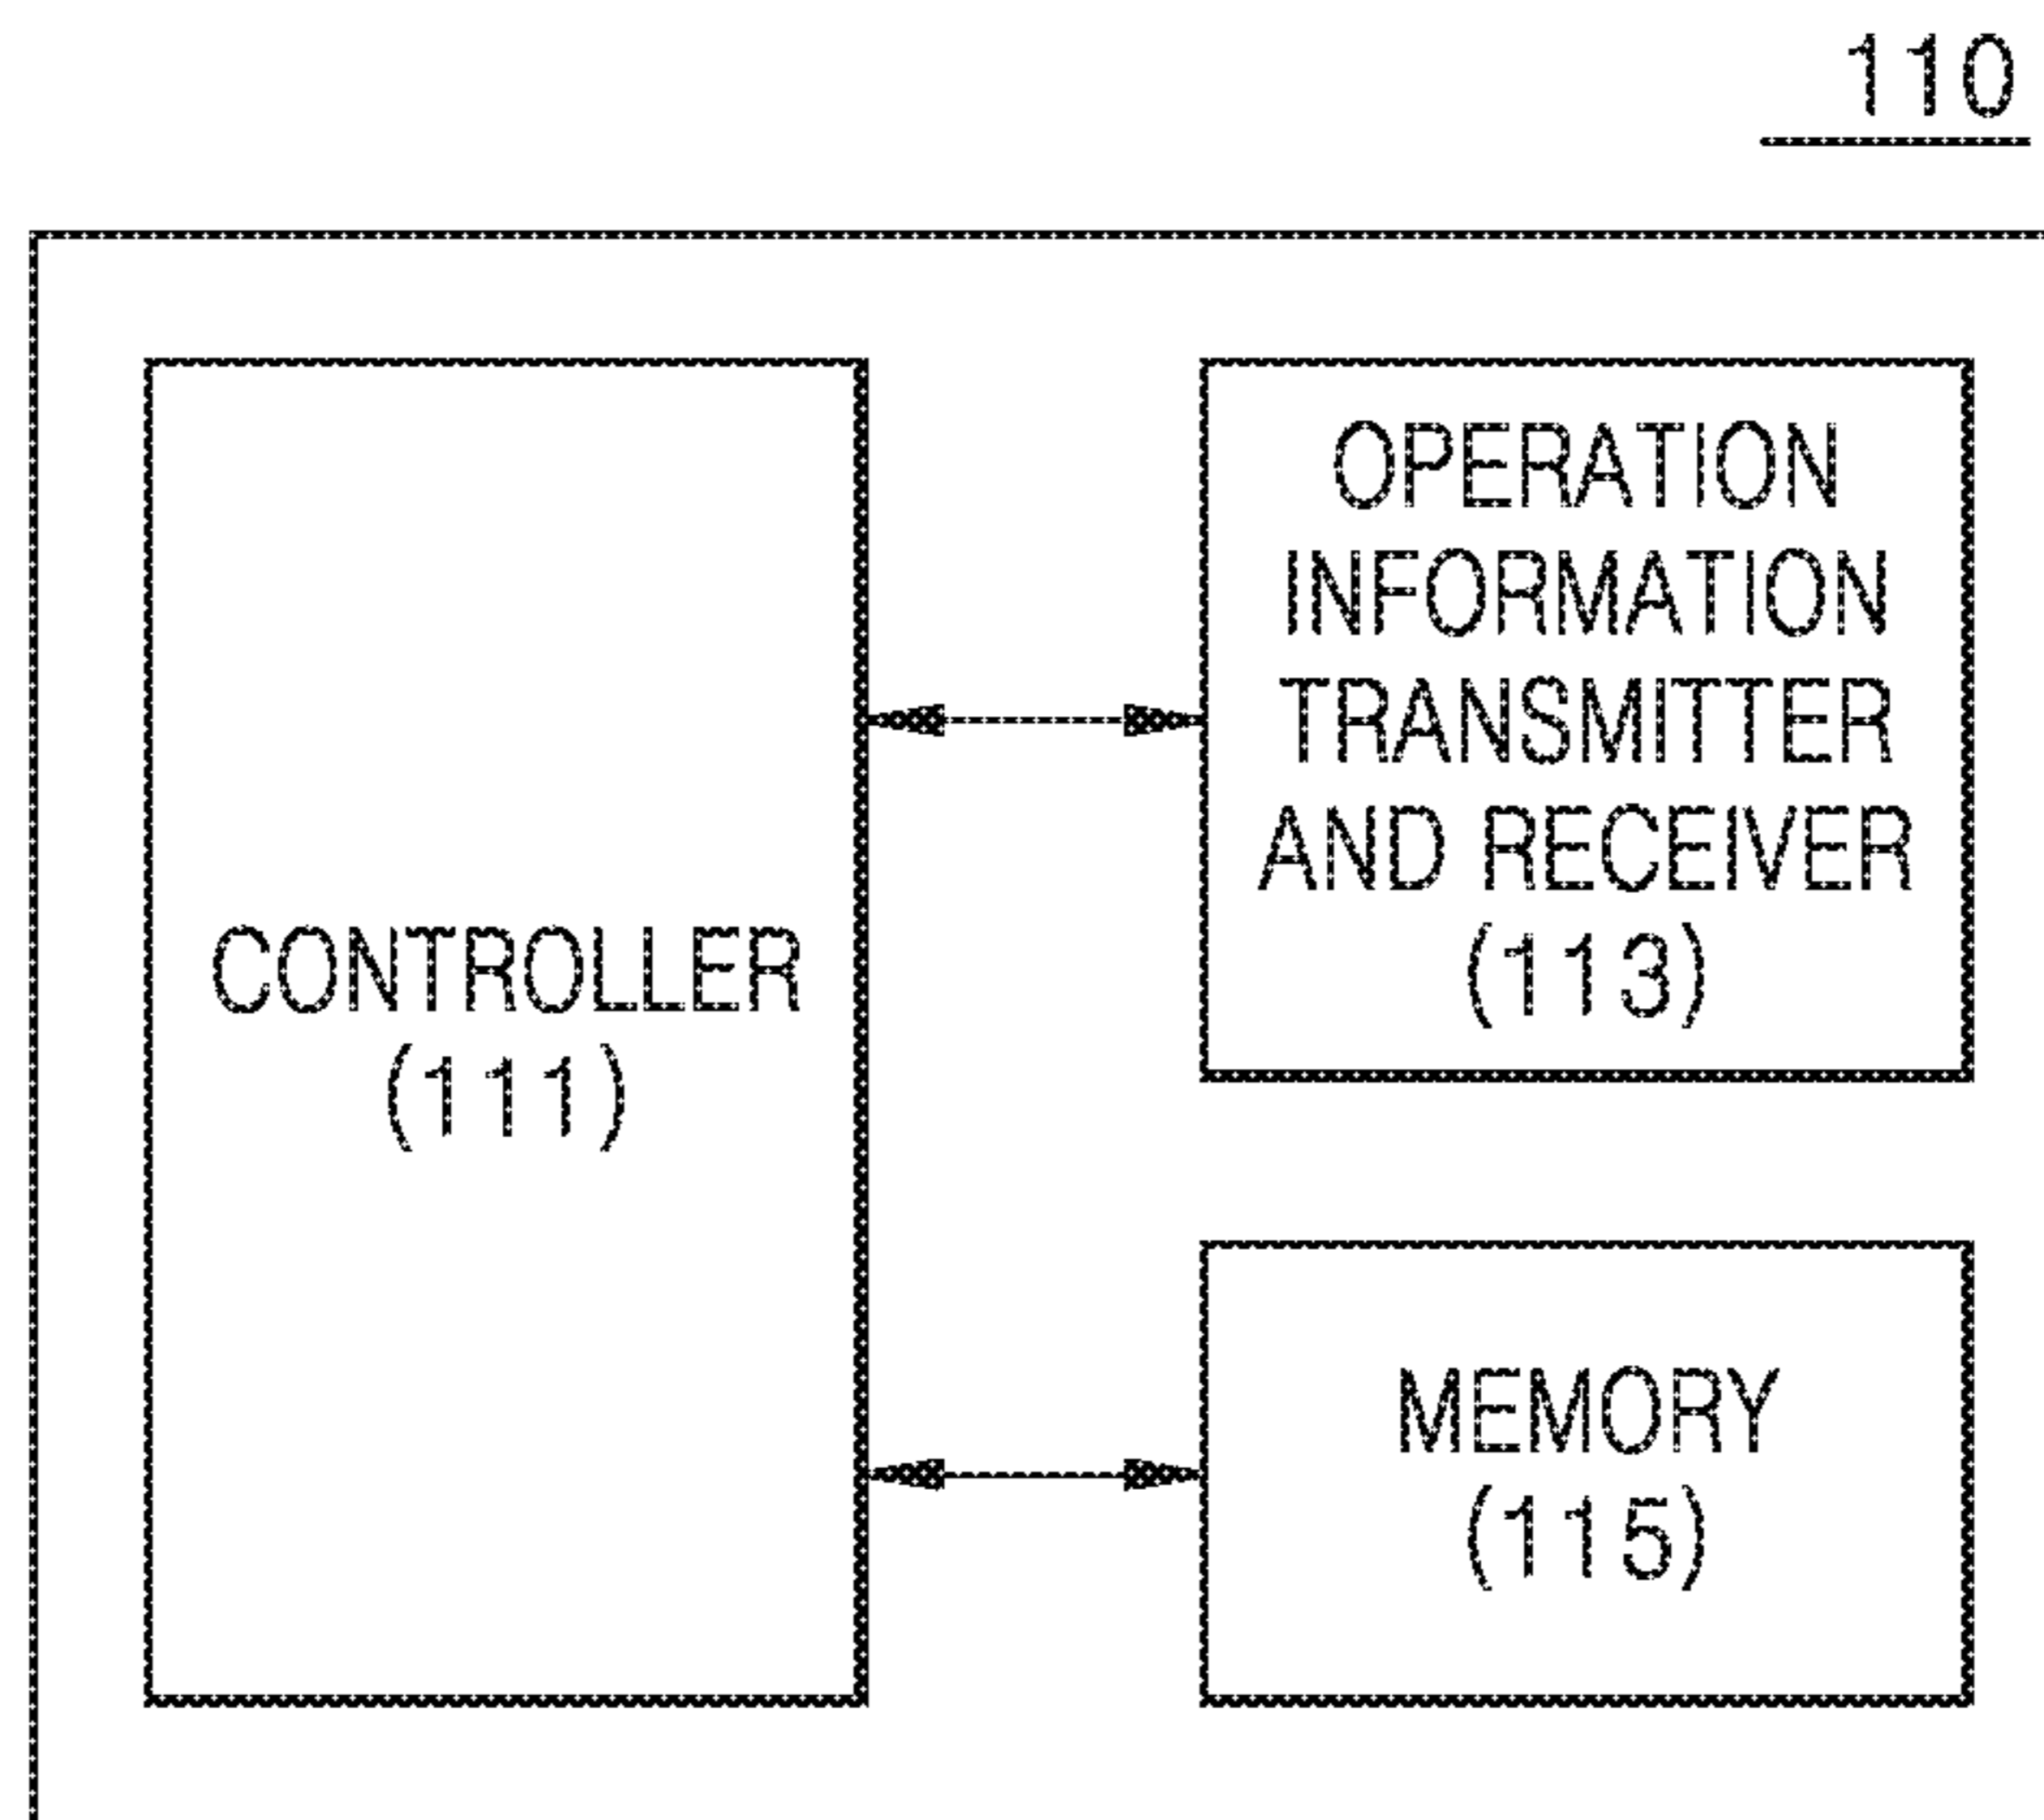 110
CONTROLLER
(111)
OPERATION
INFORMATION
TRANSMITTER
AND RECEIVER
(113)
MEMORY
(115)